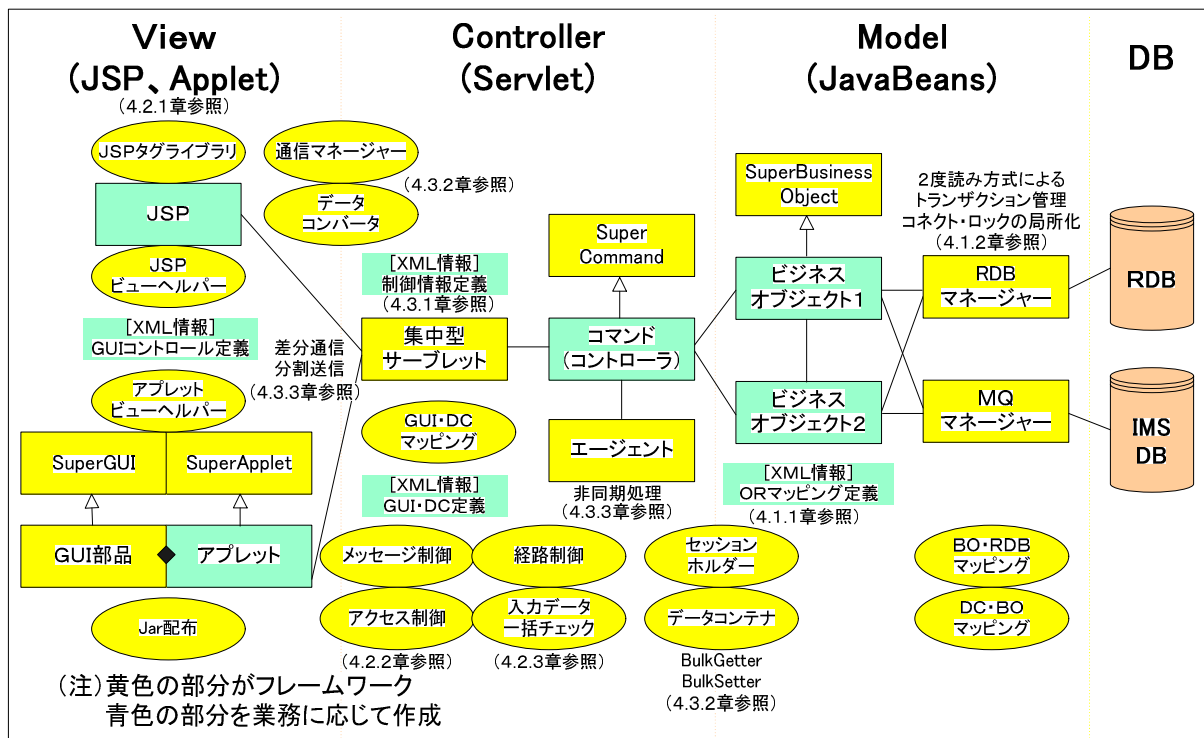 View
(JSP、Applet)
(4.2.1章参照)
JSPタグライブラリ
JSP
JSP
ビューヘルパー
[XML情報]
GUIコントロール定義
アプレット
ビューヘルパー
SuperGUI
SuperApplet
GUI部品
アプレット
Jar配布
Controller
(Servlet)
通信マネージャー
(4.3.2章参照)
データ
コンバータ
[XML情報]
制御情報定義
(4.3.1章参照)
差分通信
分割送信
(4.3.3章参照)
集中型
サーブレット
GUI・DC
マッピング
[XML情報]
GUI・DC定義
Super
Command
コマンド
(コントローラ)
エージェント
非同期処理
(4.3.3章参照)
メッセージ制御
経路制御
アクセス制御
入力データ
一括チェック
(4.2.2章参照)
(4.2.3章参照)
Model
(JavaBeans)
SuperBusiness
Object
ビジネス
オブジェクト1
ビジネス
オブジェクト2
[XML情報]
ORマッピング定義
(4.1.1章参照)
セッション
ホルダー
データコンテナ
BulkGetter
BulkSetter
(4.3.2章参照)
2度読み方式による
トランザクション管理
コネクト・ロックの局所化
(4.1.2章参照)
RDB
マネージャー
MQ
マネージャー
BO・RDB
マッピング
DC・BO
マッピング
DB
RDB
IMS
DB
(注)黄色の部分がフレームワーク
青色の部分を業務に応じて作成